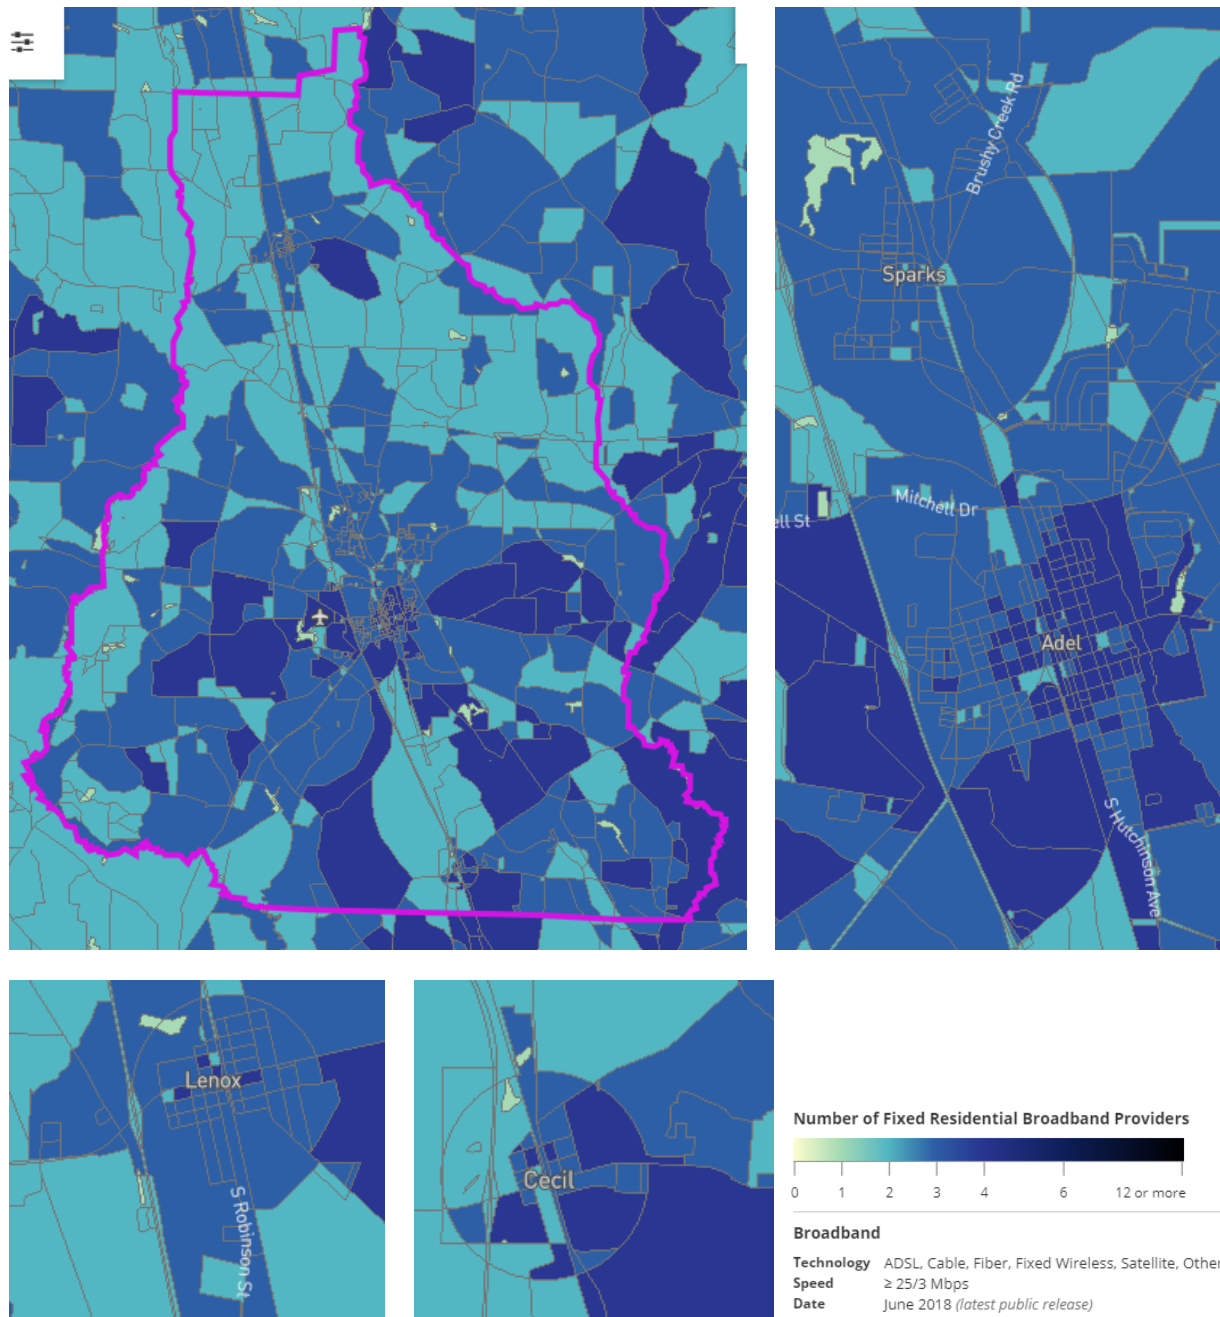 Brushy Creek Rd
Sparks
Mitchell Dr
ell St
Adel
S Hutchinson Ave
Lenox
S Robinson St
Cecil
Number of Fixed Residential Broadband Providers
0 1 2 3 4 6 12 or more
Broadband
Technology ADSL, Cable, Fiber, Fixed Wireless, Satellite, Other
Speed ≥ 25/3 Mbps
Date June 2018 (latest public release)